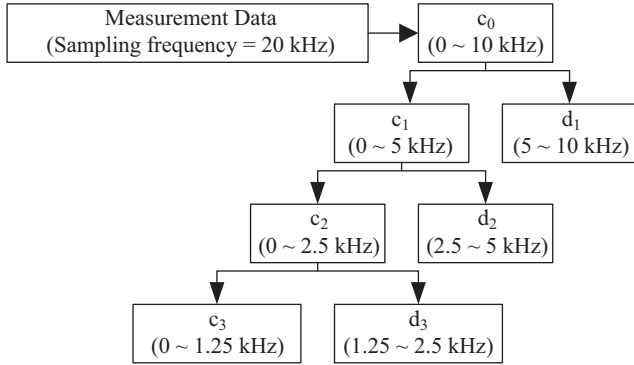 Measurement Data
(Sampling frequency = 20 kHz)
c₀
(0 ~ 10 kHz)
c₁
(0 ~ 5 kHz)
d₁
(5 ~ 10 kHz)
c₂
(0 ~ 2.5 kHz)
d₂
(2.5 ~ 5 kHz)
c₃
(0 ~ 1.25 kHz)
d₃
(1.25 ~ 2.5 kHz)